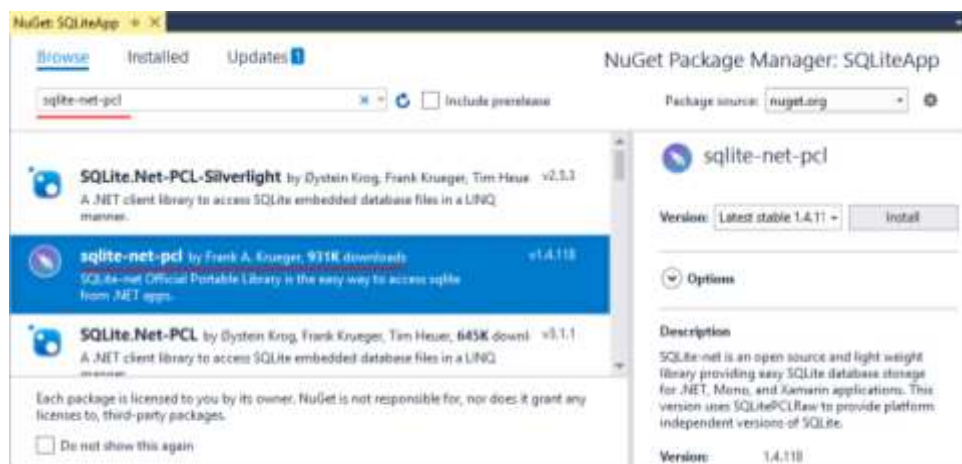 NuGet: SQLiteApp
Browse Installed Updates 1
NuGet Package Manager: SQLiteApp
sqlite-net-pcl
Include prerelease
Package source: nuget.org
SQLite.Net-PCL-Silverlight by Øystein Krog, Frank Krueger, Tim Heue v2.5.3
A .NET client library to access SQLite embedded database files in a LINQ
manner.
sqlite-net-pcl by Frank A. Krueger, 931K downloads v1.4.118
SQLite-net Official Portable Library is the easy way to access sqlite
from .NET apps.
SQLite.Net-PCL by Øystein Krog, Frank Krueger, Tim Heuer, 645K downl v3.1.1
A .NET client library to access SQLite embedded database files in a LINQ
Each package is licensed to you by its owner. NuGet is not responsible for, nor does it grant any
licenses to, third-party packages.
Do not show this again
sqlite-net-pcl
Version: Latest stable 1.4.11 Install
Options
Description
SQLite-net is an open source and light weight
library providing easy SQLite database storage
for .NET, Mono, and Xamarin applications. This
version uses SQLitePCLRaw to provide platform
independent versions of SQLite.
Version: 1.4.118